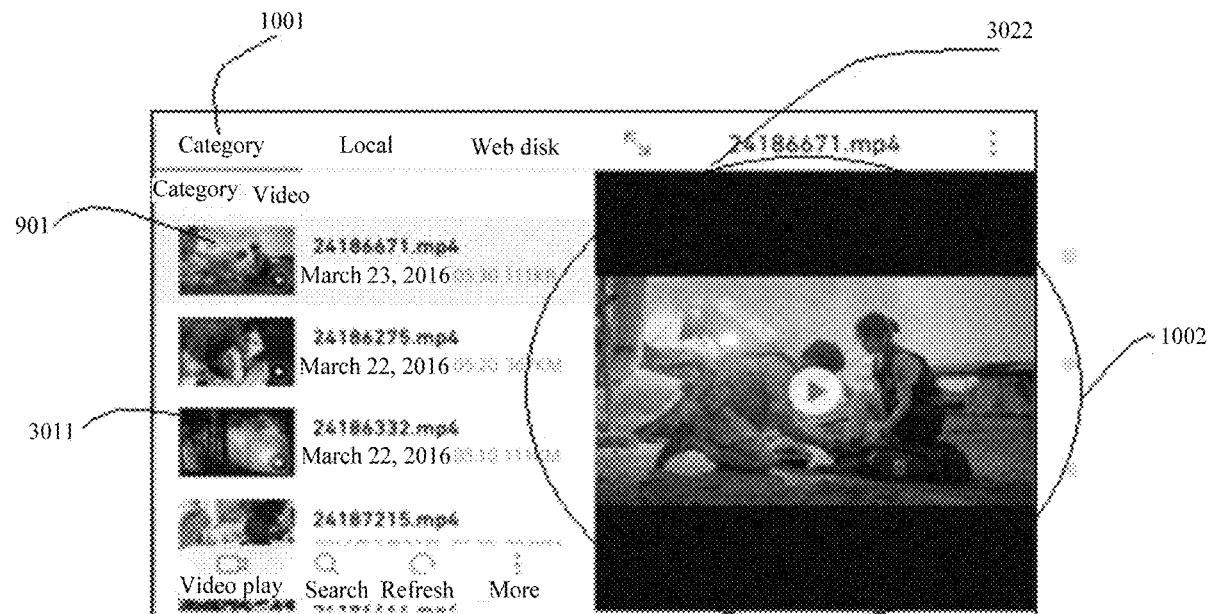 1001
3022
Category Local Web disk 24186671.mp4
Category Video
901
24186671.mp4
March 23, 2016
24186275.mp4
March 22, 2016
1002
3011
24186332.mp4
March 22, 2016
24187215.mp4
Video play Search Refresh More